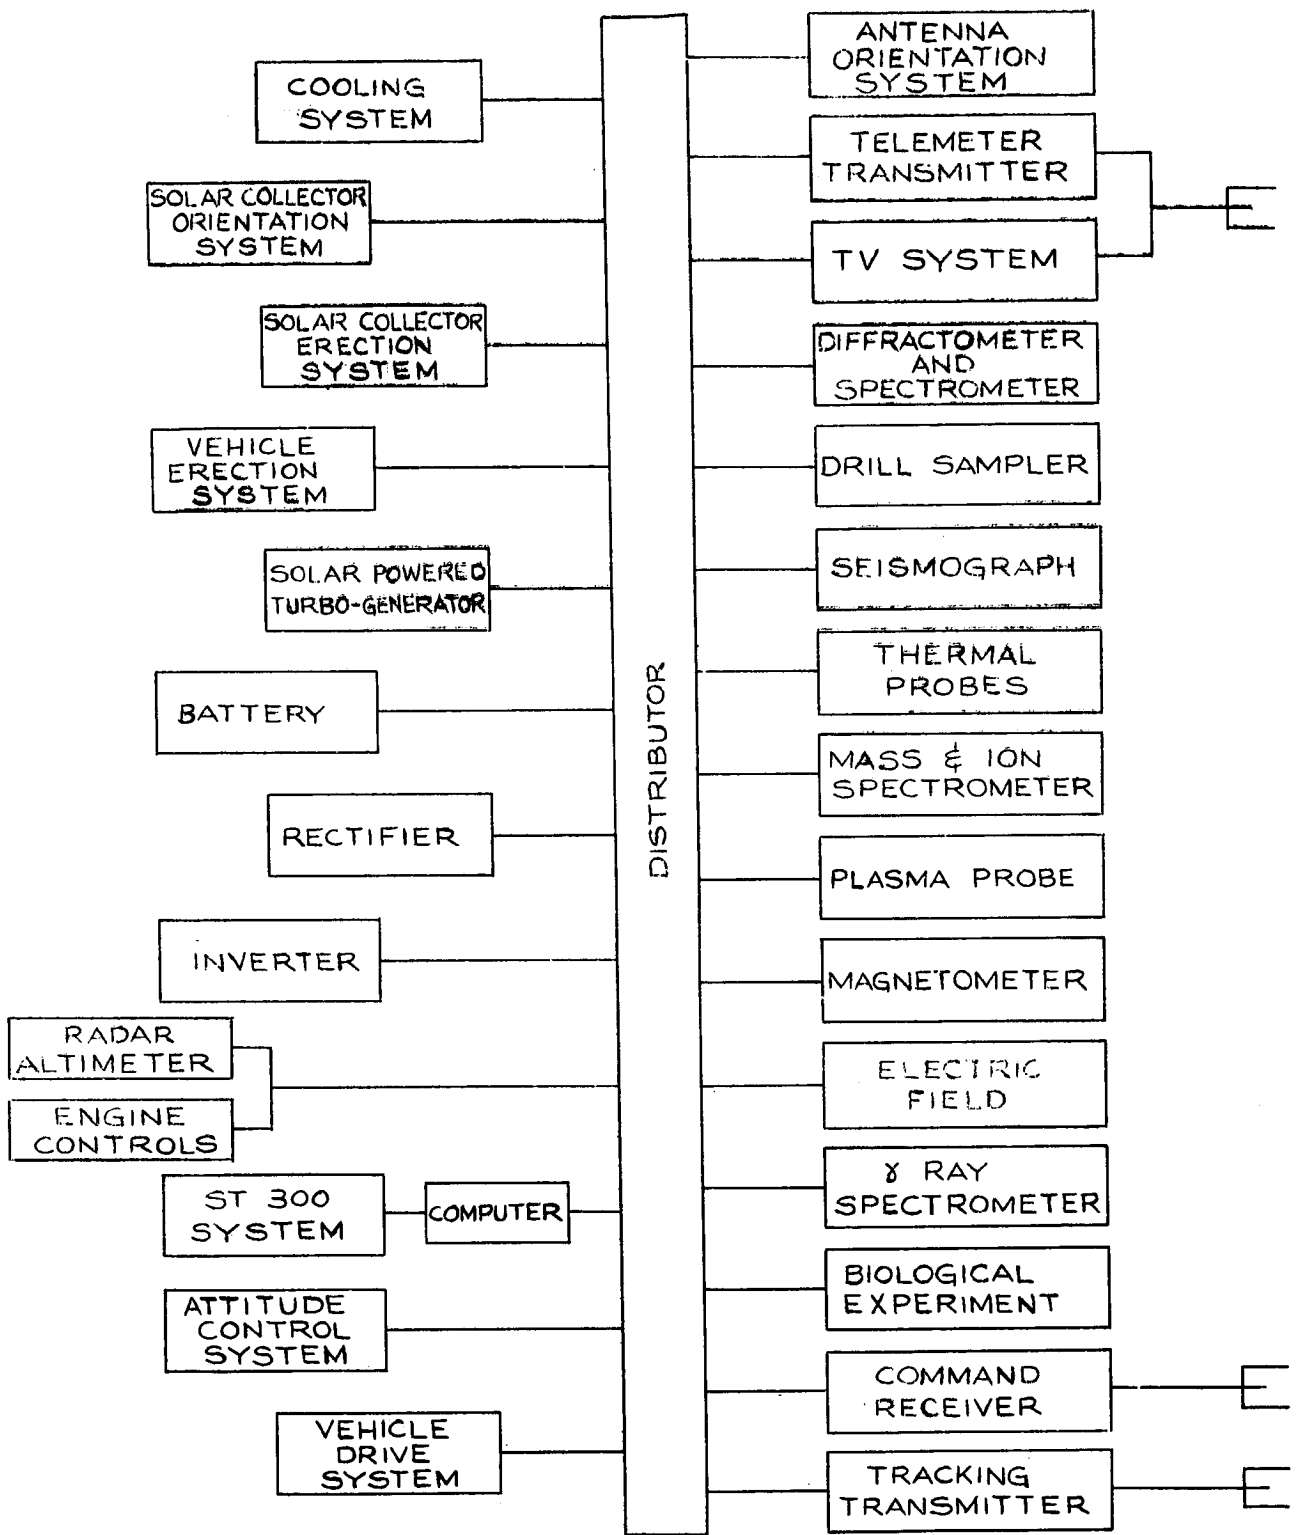 COOLING
SYSTEM
SOLAR COLLECTOR
ORIENTATION
SYSTEM
SOLAR COLLECTOR
ERECTION
SYSTEM
VEHICLE
ERECTION
SYSTEM
SOLAR POWERED
TURBO-GENERATOR
BATTERY
RECTIFIER
INVERTER
RADAR
ALTIMETER
ENGINE
CONTROLS
ST 300
SYSTEM
COMPUTER
ATTITUDE
CONTROL
SYSTEM
VEHICLE
DRIVE
SYSTEM
DISTRIBUTOR
ANTENNA
ORIENTATION
SYSTEM
TELEMETER
TRANSMITTER
TV SYSTEM
DIFFRACTOMETER
AND
SPECTROMETER
DRILL SAMPLER
SEISMOGRAPH
THERMAL
PROBES
MASS & ION
SPECTROMETER
PLASMA PROBE
MAGNETOMETER
ELECTRIC
FIELD
γ RAY
SPECTROMETER
BIOLOGICAL
EXPERIMENT
COMMAND
RECEIVER
TRACKING
TRANSMITTER